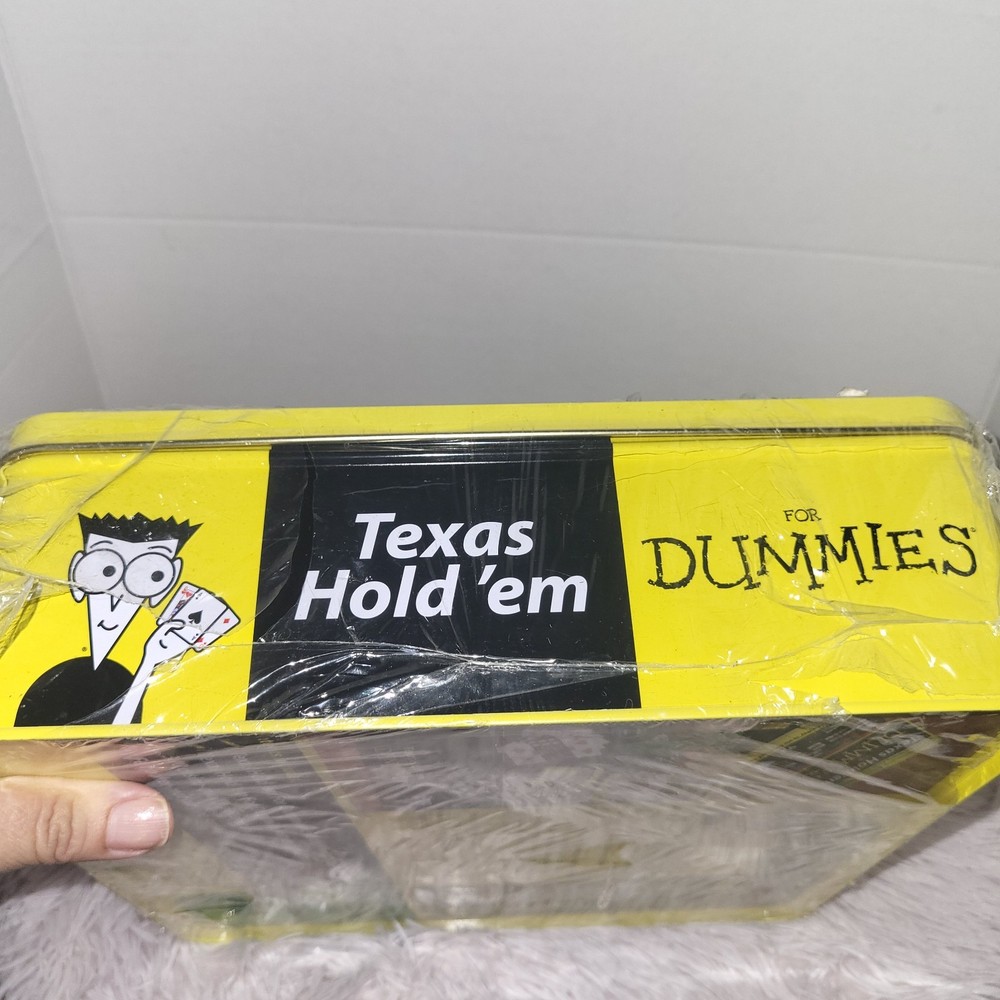 Texas
Hold 'em
FOR
DUMMIES®